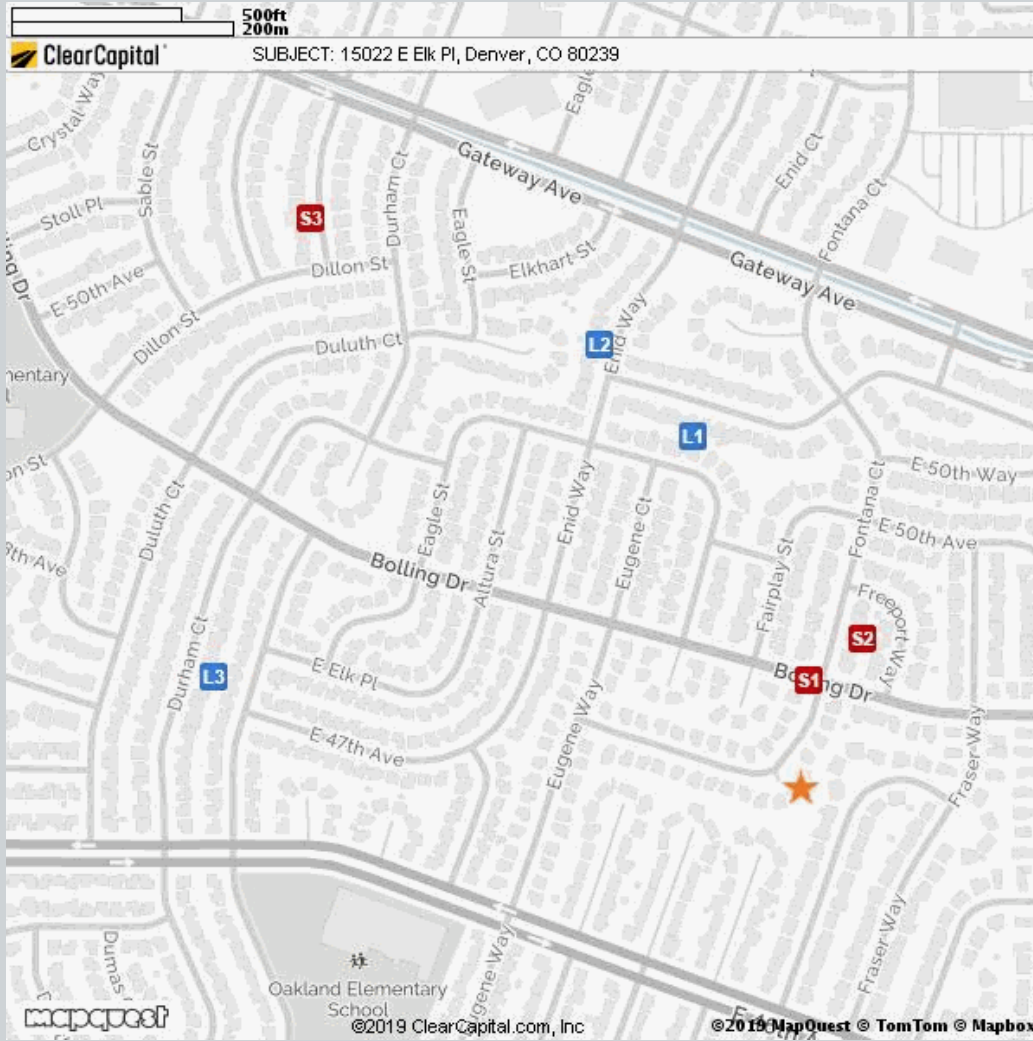 500ft
200m
ClearCapital
SUBJECT: 15022 E Elk Pl, Denver, CO 80239
Crystal Way
Sable St
Stoll Pl
E 50th Ave
Dillon St
S3
Durham Ct
Dillon St
Duluth Ct
Eagle St
Eagle
Gateway Ave
Elkhart St
Enid Ct
Fontana Ct
Gateway Ave
L2
Enid Way
L1
E 50th Way
Fontana Ct
E 50th Ave
Duluth Ct
Eagle St
Altura St
Enid Way
Eugene Ct
Fairplay St
Bolling Dr
Freeport Way
S2
S1
Bolling Dr
Durham Ct
L3
E Elk Pl
E 47th Ave
Eugene Way
Fraser Way
Fraser Way
Dumas
Oakland Elementary
School
mapquest
©2019 ClearCapital.com, Inc
©2019 MapQuest © TomTom © Mapbox